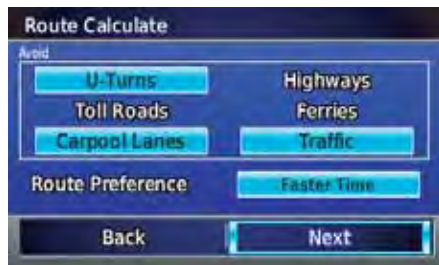 Route Calculate
Avoid
U-Turns Highways
Toll Roads Ferries
Carpool Lanes Traffic
Route Preference Faster Time
Back Next